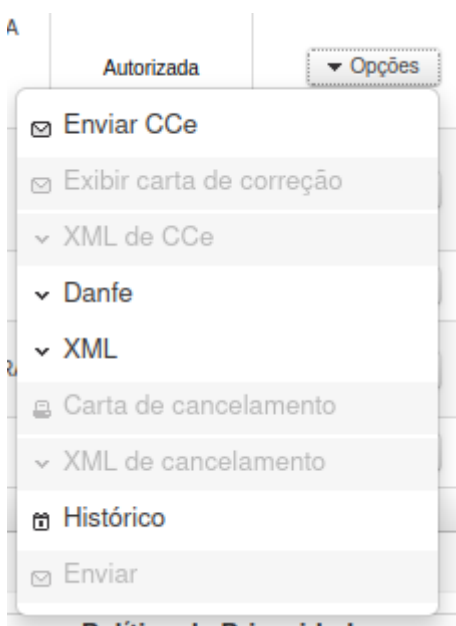 A
Autorizada
Opções
Enviar CCe
Exibir carta de correção
XML de CCe
Danfe
XML
Carta de cancelamento
XML de cancelamento
Histórico
Enviar